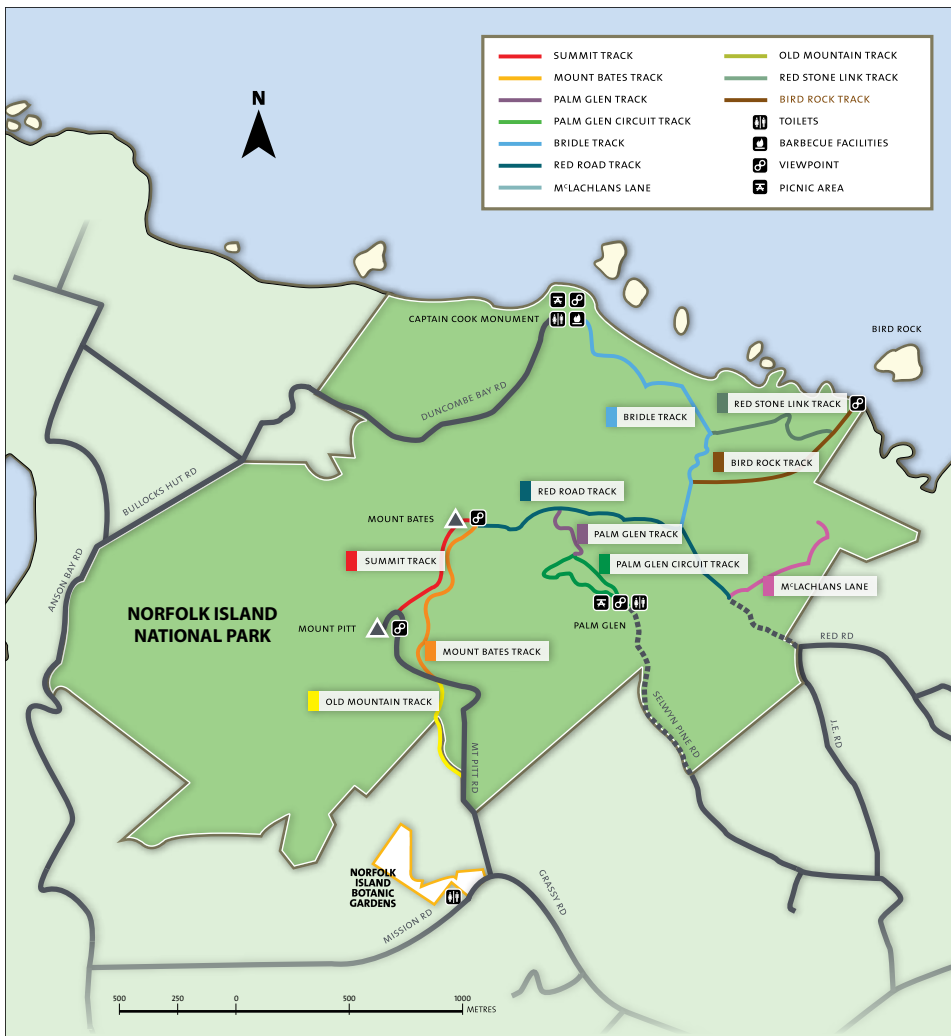 N
SUMMIT TRACK
MOUNT BATES TRACK
PALM GLEN TRACK
PALM GLEN CIRCUIT TRACK
BRIDLE TRACK
RED ROAD TRACK
MCLACHLANS LANE
OLD MOUNTAIN TRACK
RED STONE LINK TRACK
BIRD ROCK TRACK
TOILETS
BARBECUE FACILITIES
VIEWPOINT
PICNIC AREA
CAPTAIN COOK MONUMENT
BIRD ROCK
DUNCOMBE BAY RD
RED STONE LINK TRACK
BRIDLE TRACK
BIRD ROCK TRACK
BULLOCKS HUT RD
RED ROAD TRACK
MOUNT BATES
PALM GLEN TRACK
SUMMIT TRACK
PALM GLEN CIRCUIT TRACK
ANSON BAY RD
MCLACHLANS LANE
NORFOLK ISLAND
NATIONAL PARK
MOUNT PITT
PALM GLEN
RED RD
MOUNT BATES TRACK
OLD MOUNTAIN TRACK
SELWYN PINE RD
J.E. RD
MT PITT RD
NORFOLK
ISLAND
BOTANIC
GARDENS
GRASSY RD
MISSION RD
500 250 0 500 1000
METRES